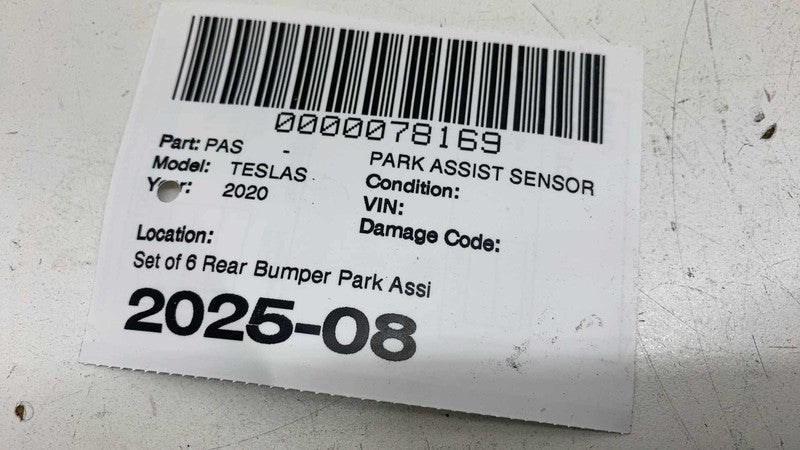 0000078169
Part: PAS - PARK ASSIST SENSOR
Model: TESLAS Condition:
Year: 2020 VIN:
Damage Code:
Location:
Set of 6 Rear Bumper Park Assi
2025-08